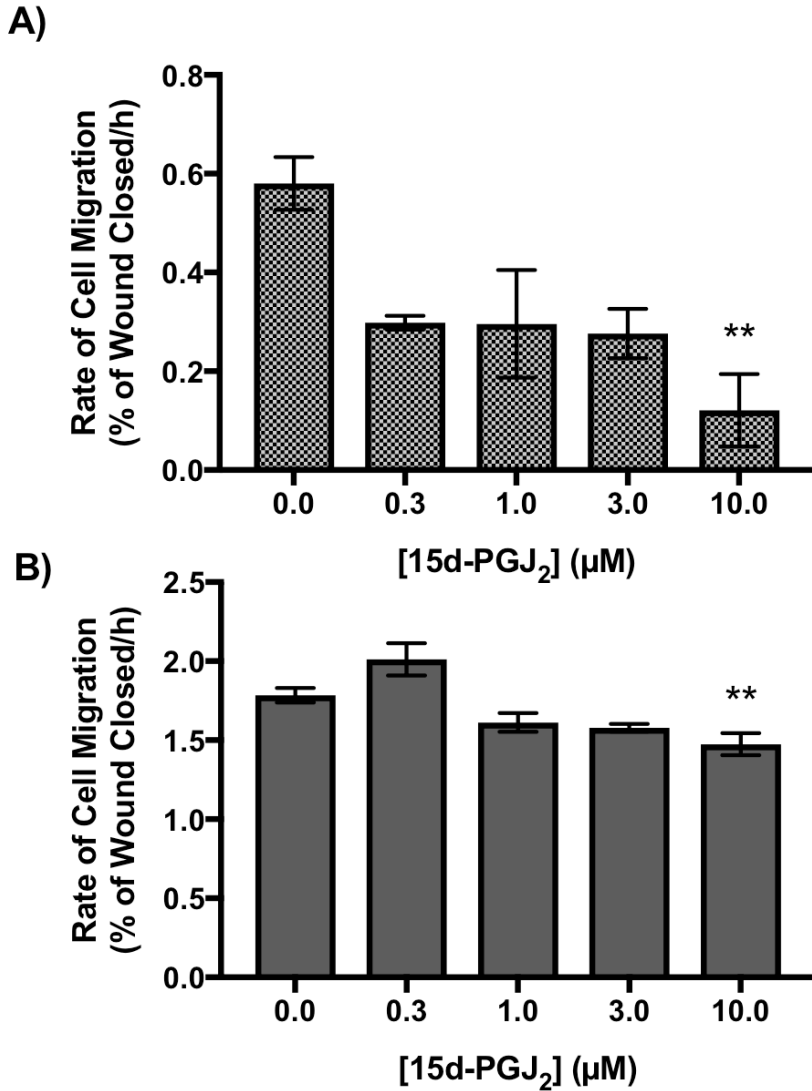 A)
Rate of Cell Migration
(% of Wound Closed/h)
0.8
0.6
0.4
0.2
0.0
**
0.0 0.3 1.0 3.0 10.0
[15d-PGJ₂] (µM)
B)
Rate of Cell Migration
(% of Wound Closed/h)
2.5
2.0
1.5
1.0
0.5
0.0
**
0.0 0.3 1.0 3.0 10.0
[15d-PGJ₂] (µM)